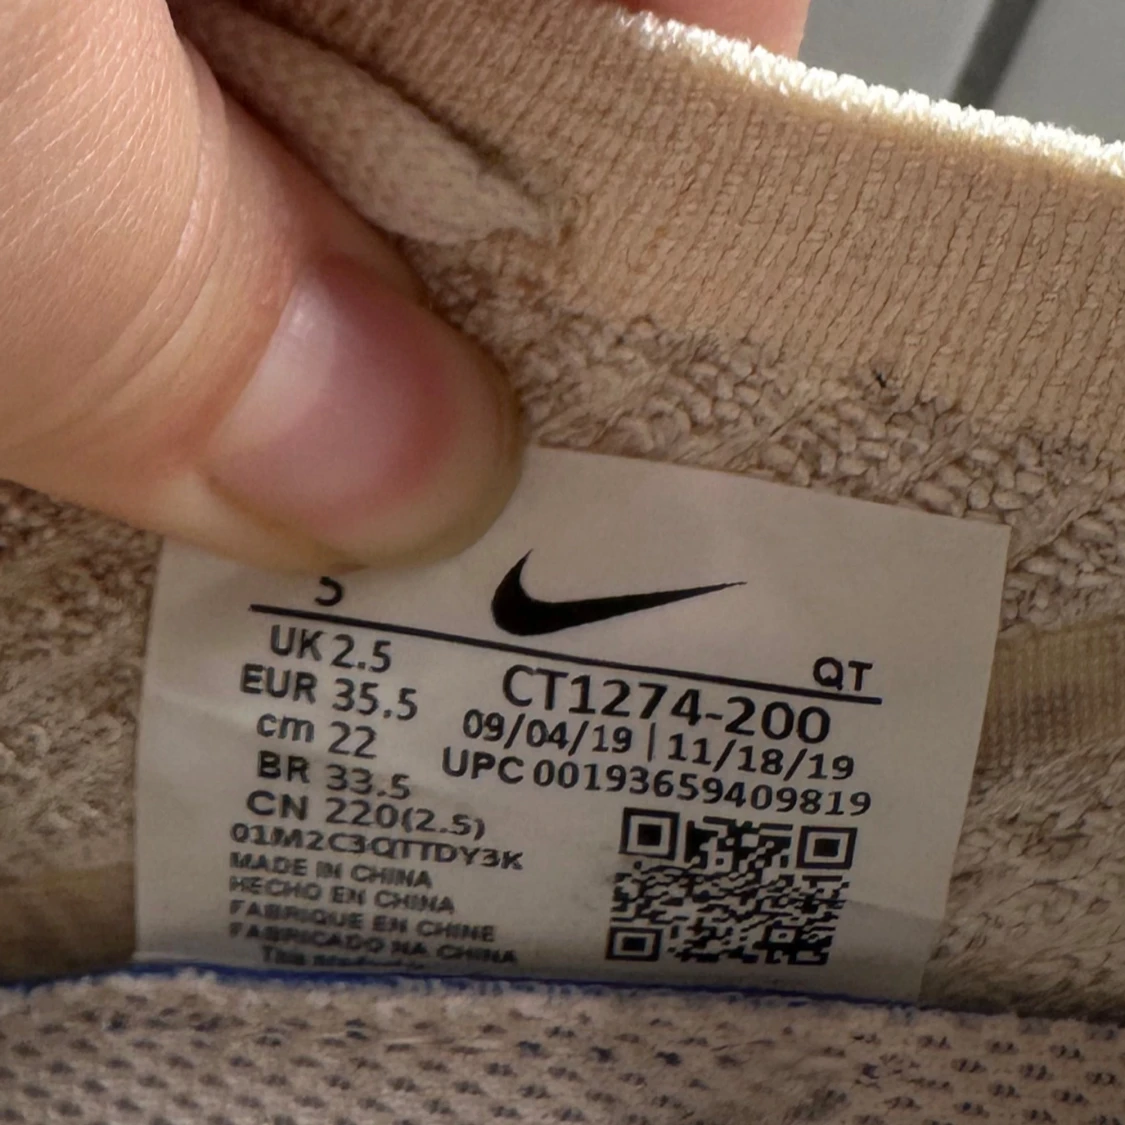 5
QT
UK 2.5
EUR 35.5
cm 22
BR 33.5
CN 220(2.5)
CT1274-200
09/04/19 | 11/18/19
UPC 00193659409819
01M2C3QTTDY3K
MADE IN CHINA
HECHO EN CHINA
FABRIQUE EN CHINE
FABRICADO NA CHINA